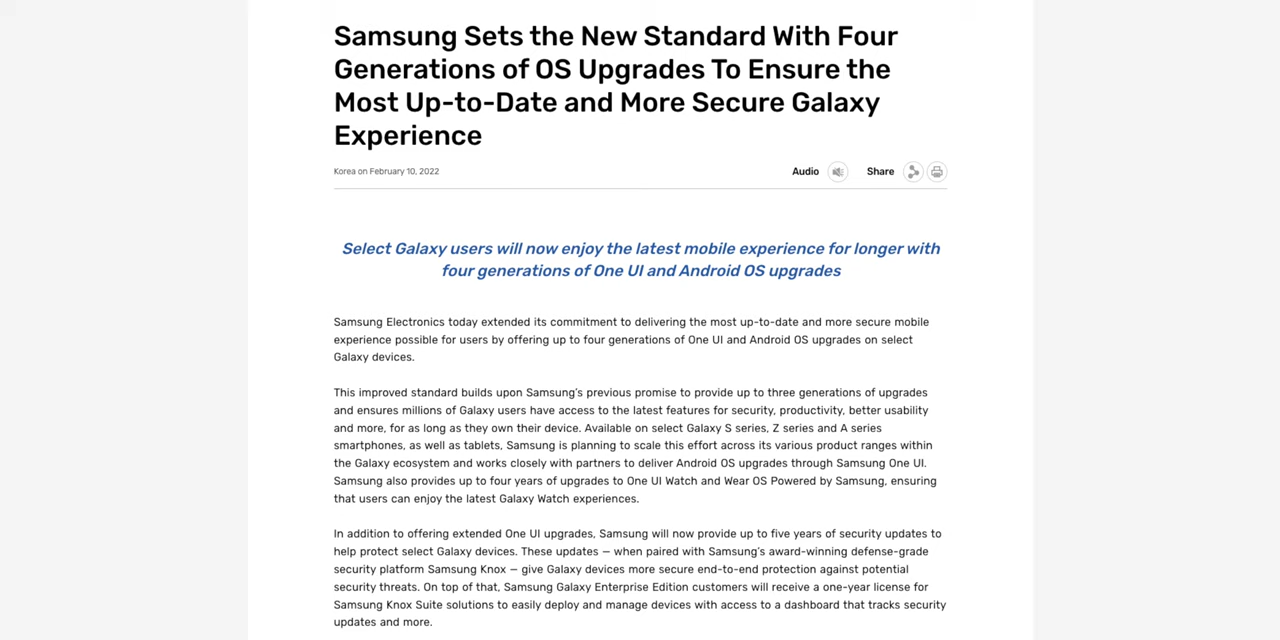 Samsung Sets the New Standard With Four
Generations of OS Upgrades To Ensure the
Most Up-to-Date and More Secure Galaxy
Experience
Korea on February 10, 2022
Audio
Share
Select Galaxy users will now enjoy the latest mobile experience for longer with
four generations of One UI and Android OS upgrades
Samsung Electronics today extended its commitment to delivering the most up-to-date and more secure mobile
experience possible for users by offering up to four generations of One UI and Android OS upgrades on select
Galaxy devices.
This improved standard builds upon Samsung's previous promise to provide up to three generations of upgrades
and ensures millions of Galaxy users have access to the latest features for security, productivity, better usability
and more, for as long as they own their device. Available on select Galaxy S series, Z series and A series
smartphones, as well as tablets, Samsung is planning to scale this effort across its various product ranges within
the Galaxy ecosystem and works closely with partners to deliver Android OS upgrades through Samsung One UI.
Samsung also provides up to four years of upgrades to One UI Watch and Wear OS Powered by Samsung, ensuring
that users can enjoy the latest Galaxy Watch experiences.
In addition to offering extended One UI upgrades, Samsung will now provide up to five years of security updates to
help protect select Galaxy devices. These updates — when paired with Samsung's award-winning defense-grade
security platform Samsung Knox — give Galaxy devices more secure end-to-end protection against potential
security threats. On top of that, Samsung Galaxy Enterprise Edition customers will receive a one-year license for
Samsung Knox Suite solutions to easily deploy and manage devices with access to a dashboard that tracks security
updates and more.